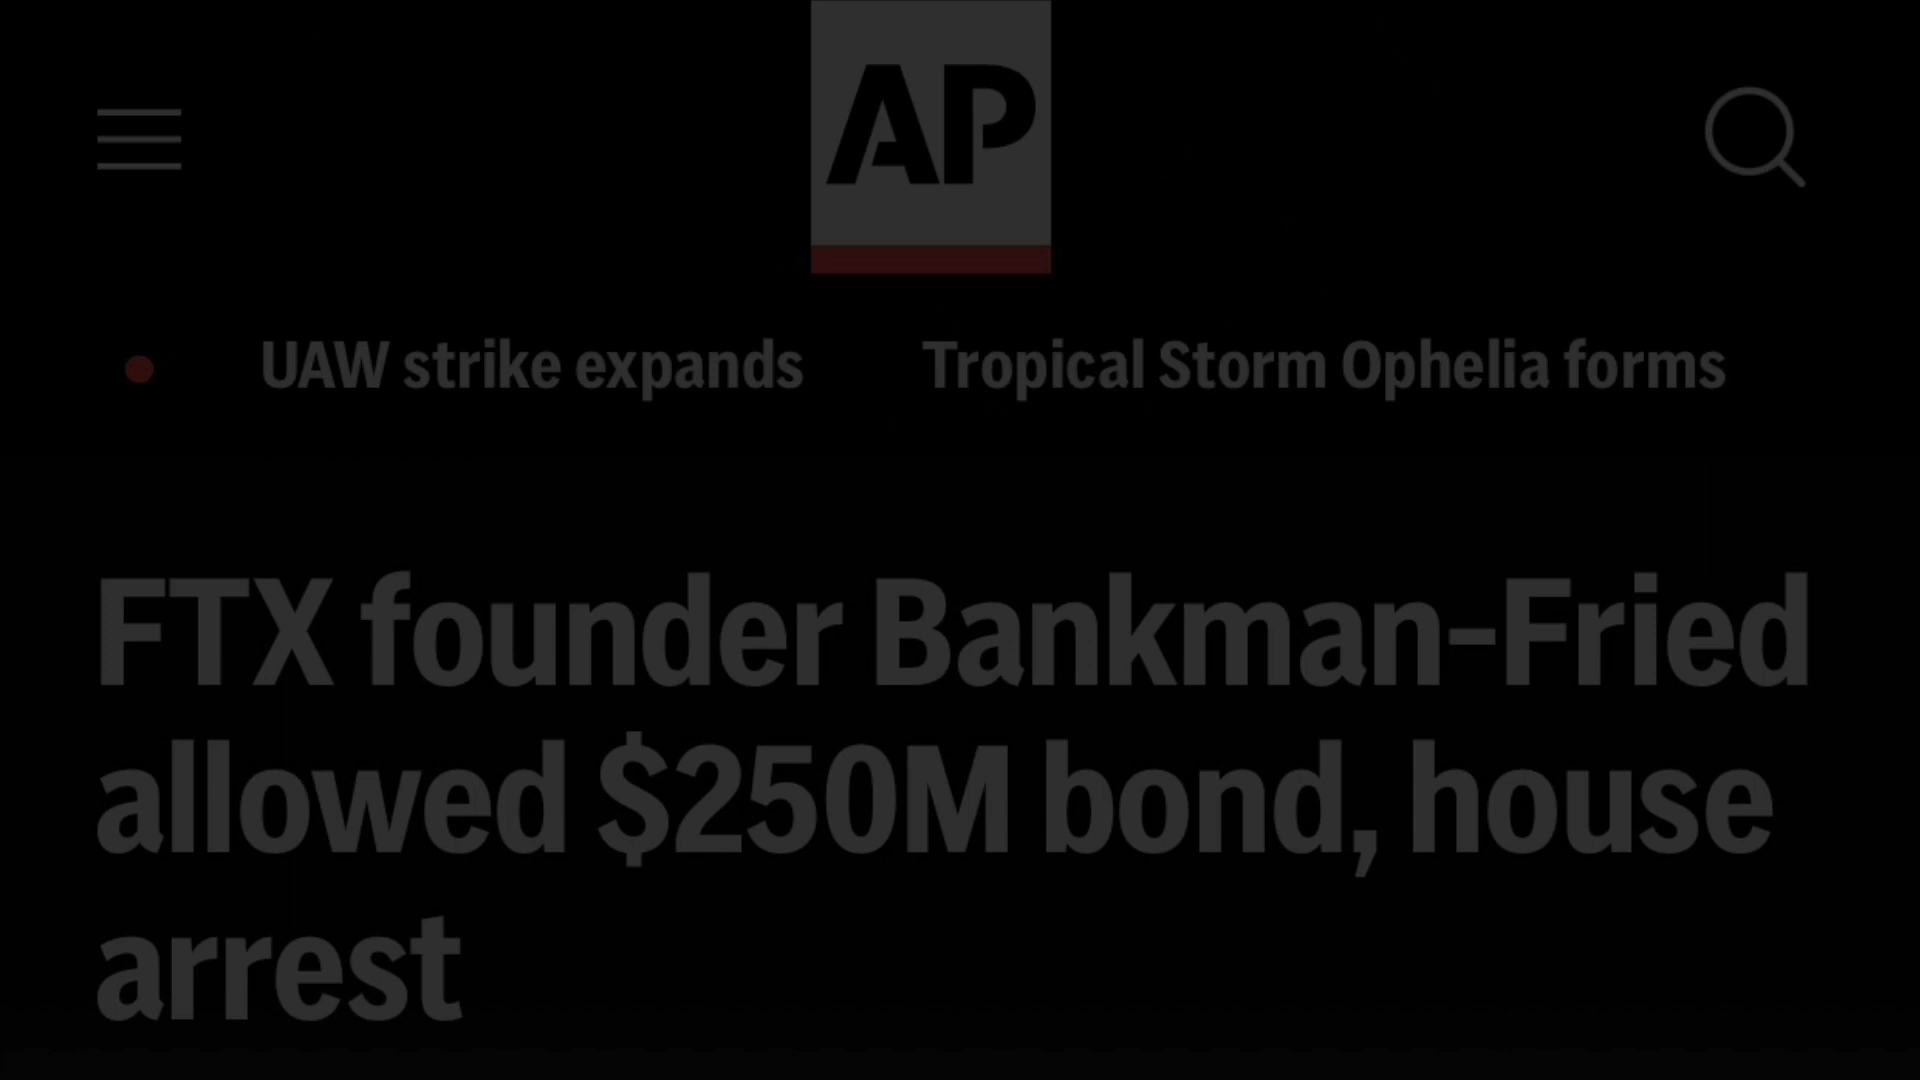 AP
UAW strike expands Tropical Storm Ophelia forms
FTX founder Bankman-Fried
allowed $250M bond, house
arrest